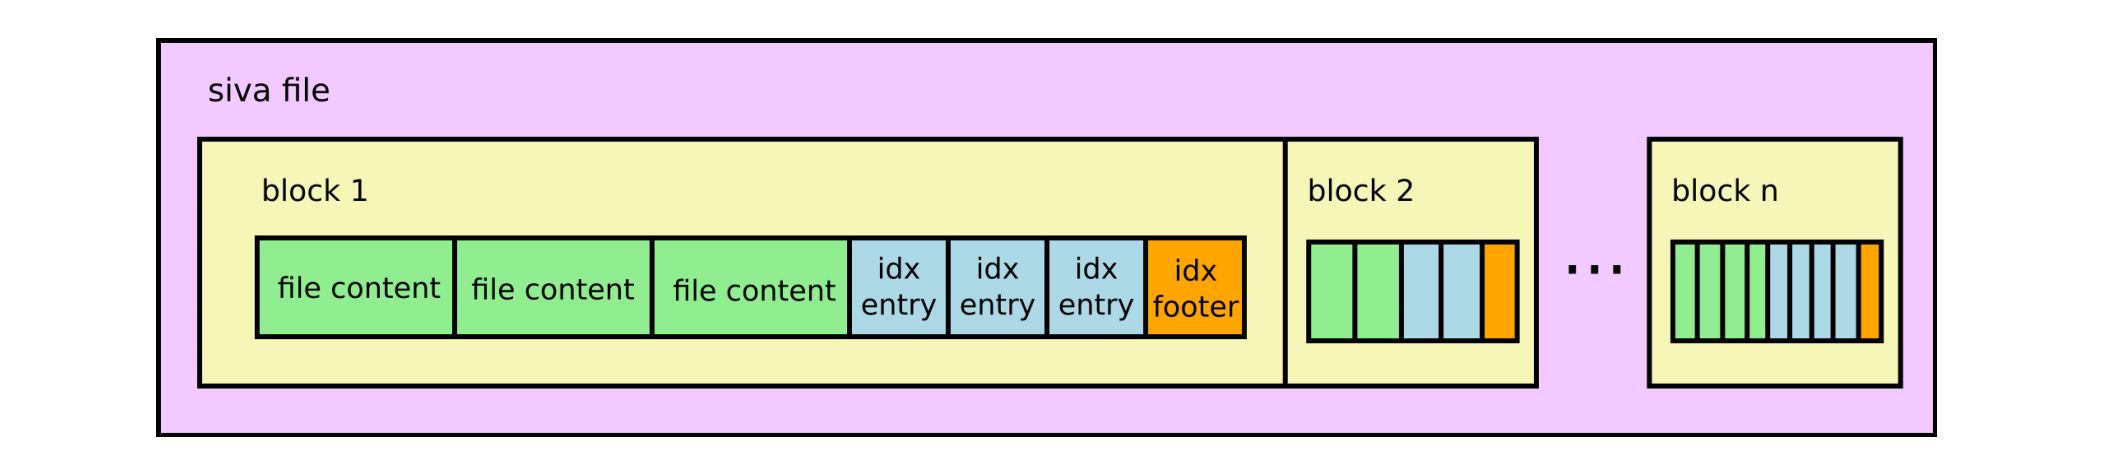 siva file
block 1
block 2
block n
file content
file content
file content
idx
entry
idx
entry
idx
entry
idx
footer
...